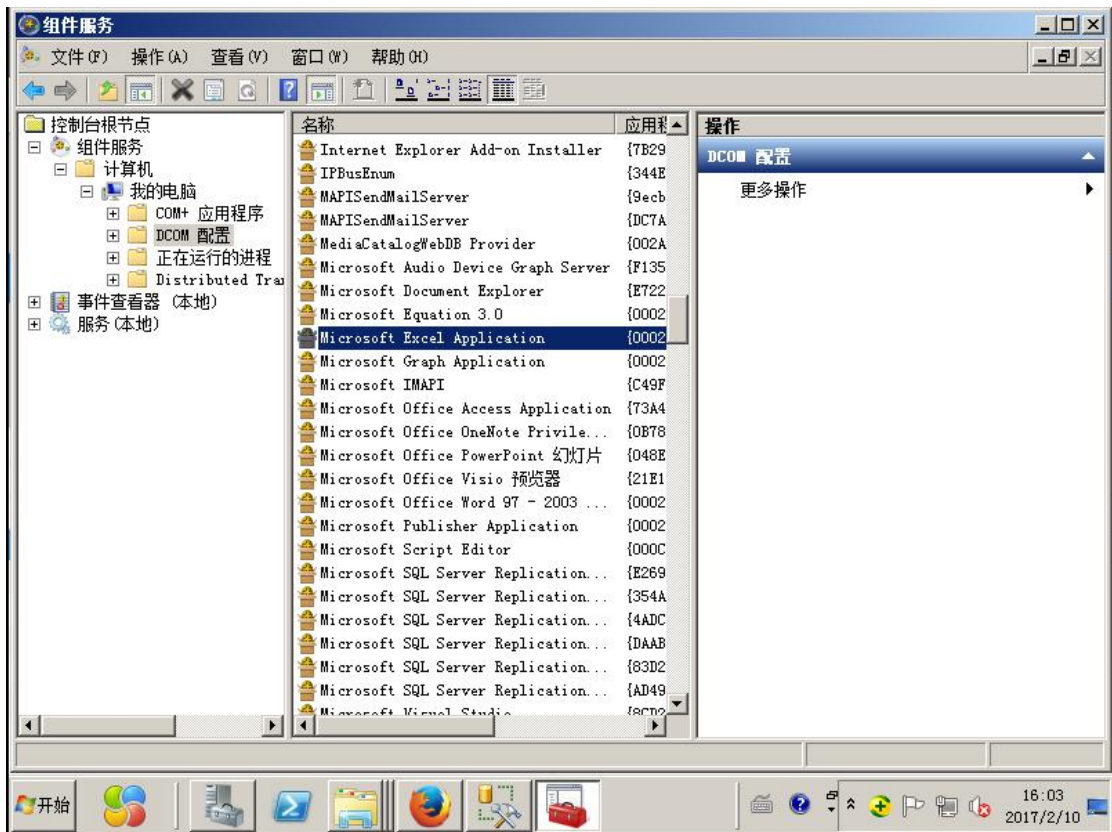 组件服务
文件(F) 操作(A) 查看(V) 窗口(W) 帮助(H)
控制台根节点
组件服务
计算机
我的电脑
COM+ 应用程序
DCOM 配置
正在运行的进程
Distributed Tran
事件查看器 (本地)
服务(本地)
名称 应用程
Internet Explorer Add-on Installer {7B29
IPBusEnum {344E
MAPISendMailServer {9ecb
MAPISendMailServer {DC7A
MediaCatalogWebDB Provider {002A
Microsoft Audio Device Graph Server {F135
Microsoft Document Explorer {E722
Microsoft Equation 3.0 {0002
Microsoft Excel Application {0002
Microsoft Graph Application {0002
Microsoft IMAPI {C49F
Microsoft Office Access Application {73A4
Microsoft Office OneNote Privile... {0B78
Microsoft Office PowerPoint 幻灯片 {048E
Microsoft Office Visio 预览器 {21E1
Microsoft Office Word 97 - 2003 ... {0002
Microsoft Publisher Application {0002
Microsoft Script Editor {000C
Microsoft SQL Server Replication... {E269
Microsoft SQL Server Replication... {354A
Microsoft SQL Server Replication... {4ADC
Microsoft SQL Server Replication... {DAAB
Microsoft SQL Server Replication... {83D2
Microsoft SQL Server Replication... {AD49
Microsoft Visual Studio
操作
DCOM 配置
更多操作
开始
16:03
2017/2/10